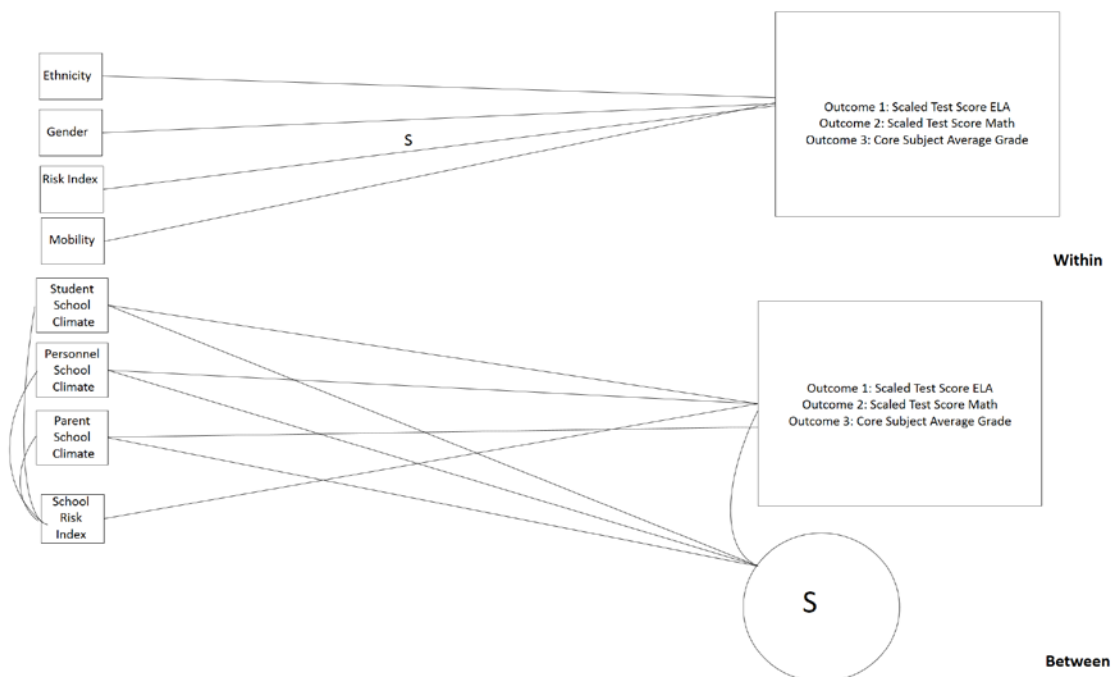 Ethnicity
Gender
S
Risk Index
Mobility
Outcome 1: Scaled Test Score ELA
Outcome 2: Scaled Test Score Math
Outcome 3: Core Subject Average Grade
Within
Student
School
Climate
Personnel
School
Climate
Parent
School
Climate
School
Risk
Index
Outcome 1: Scaled Test Score ELA
Outcome 2: Scaled Test Score Math
Outcome 3: Core Subject Average Grade
S
Between